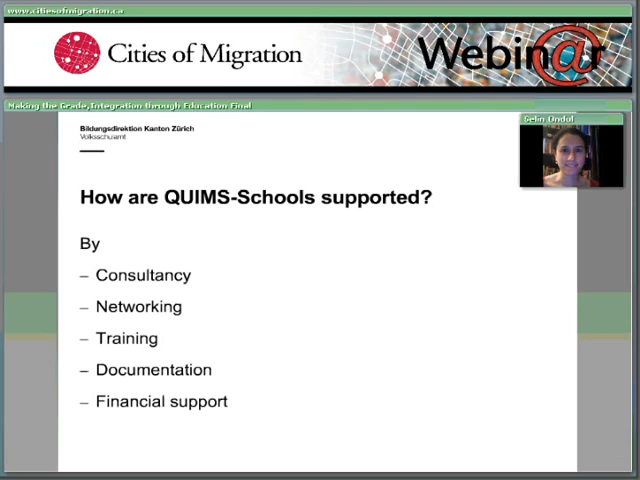 www.citiesofmigration.ca
Cities of Migration
Webin@r
Making the Grade,Integration through Education Final
Selin Ondul
Bildungsdirektion Kanton Zürich
Volksschulamt
How are QUIMS-Schools supported?
By
– Consultancy
– Networking
– Training
– Documentation
– Financial support